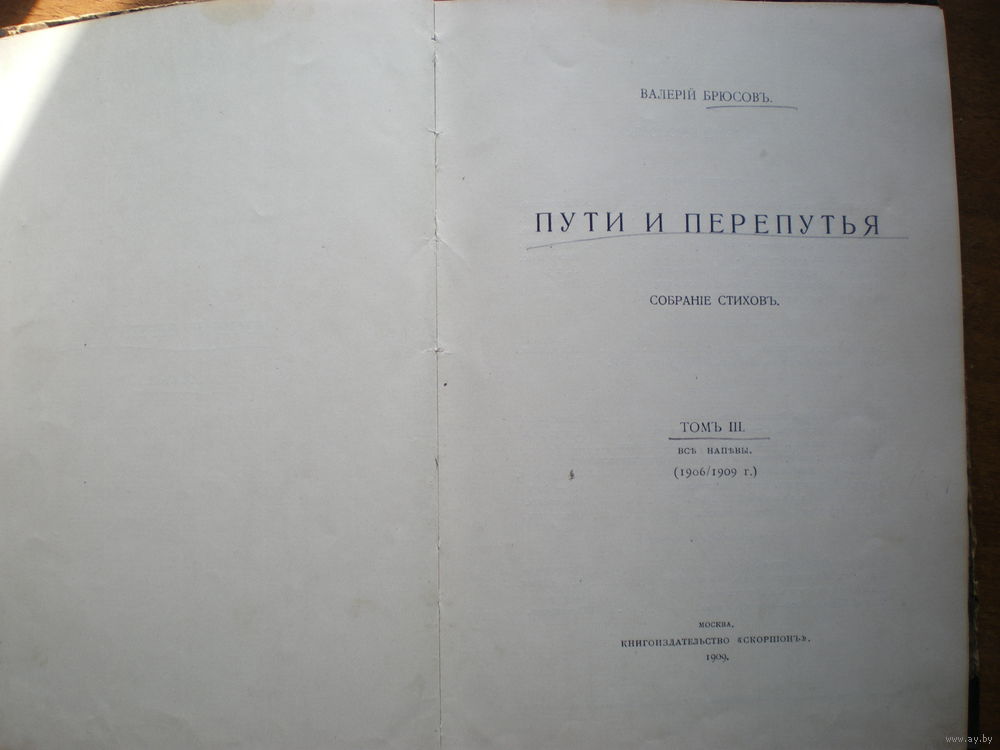 ВАЛЕРІЙ БРЮСОВЪ.
ПУТИ И ПЕРЕПУТЬЯ
СОБРАНІЕ СТИХОВЪ.
ТОМЪ III.
ВСѢ НАПѢВЫ.
(1906/1909 г.)
МОСКВА.
КНИГОИЗДАТЕЛЬСТВО «СКОРПІОНЪ».
1909.
www.ay.by